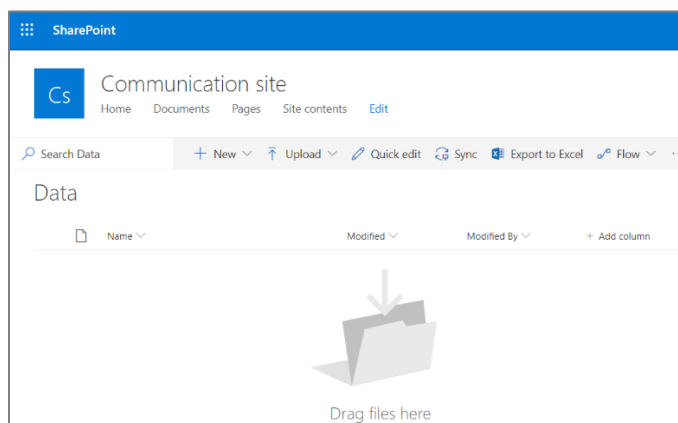 SharePoint
Cs
Communication site
Home Documents Pages Site contents Edit
Search Data New Upload Quick edit Sync Export to Excel Flow ...
Data
Name Modified Modified By + Add column
Drag files here